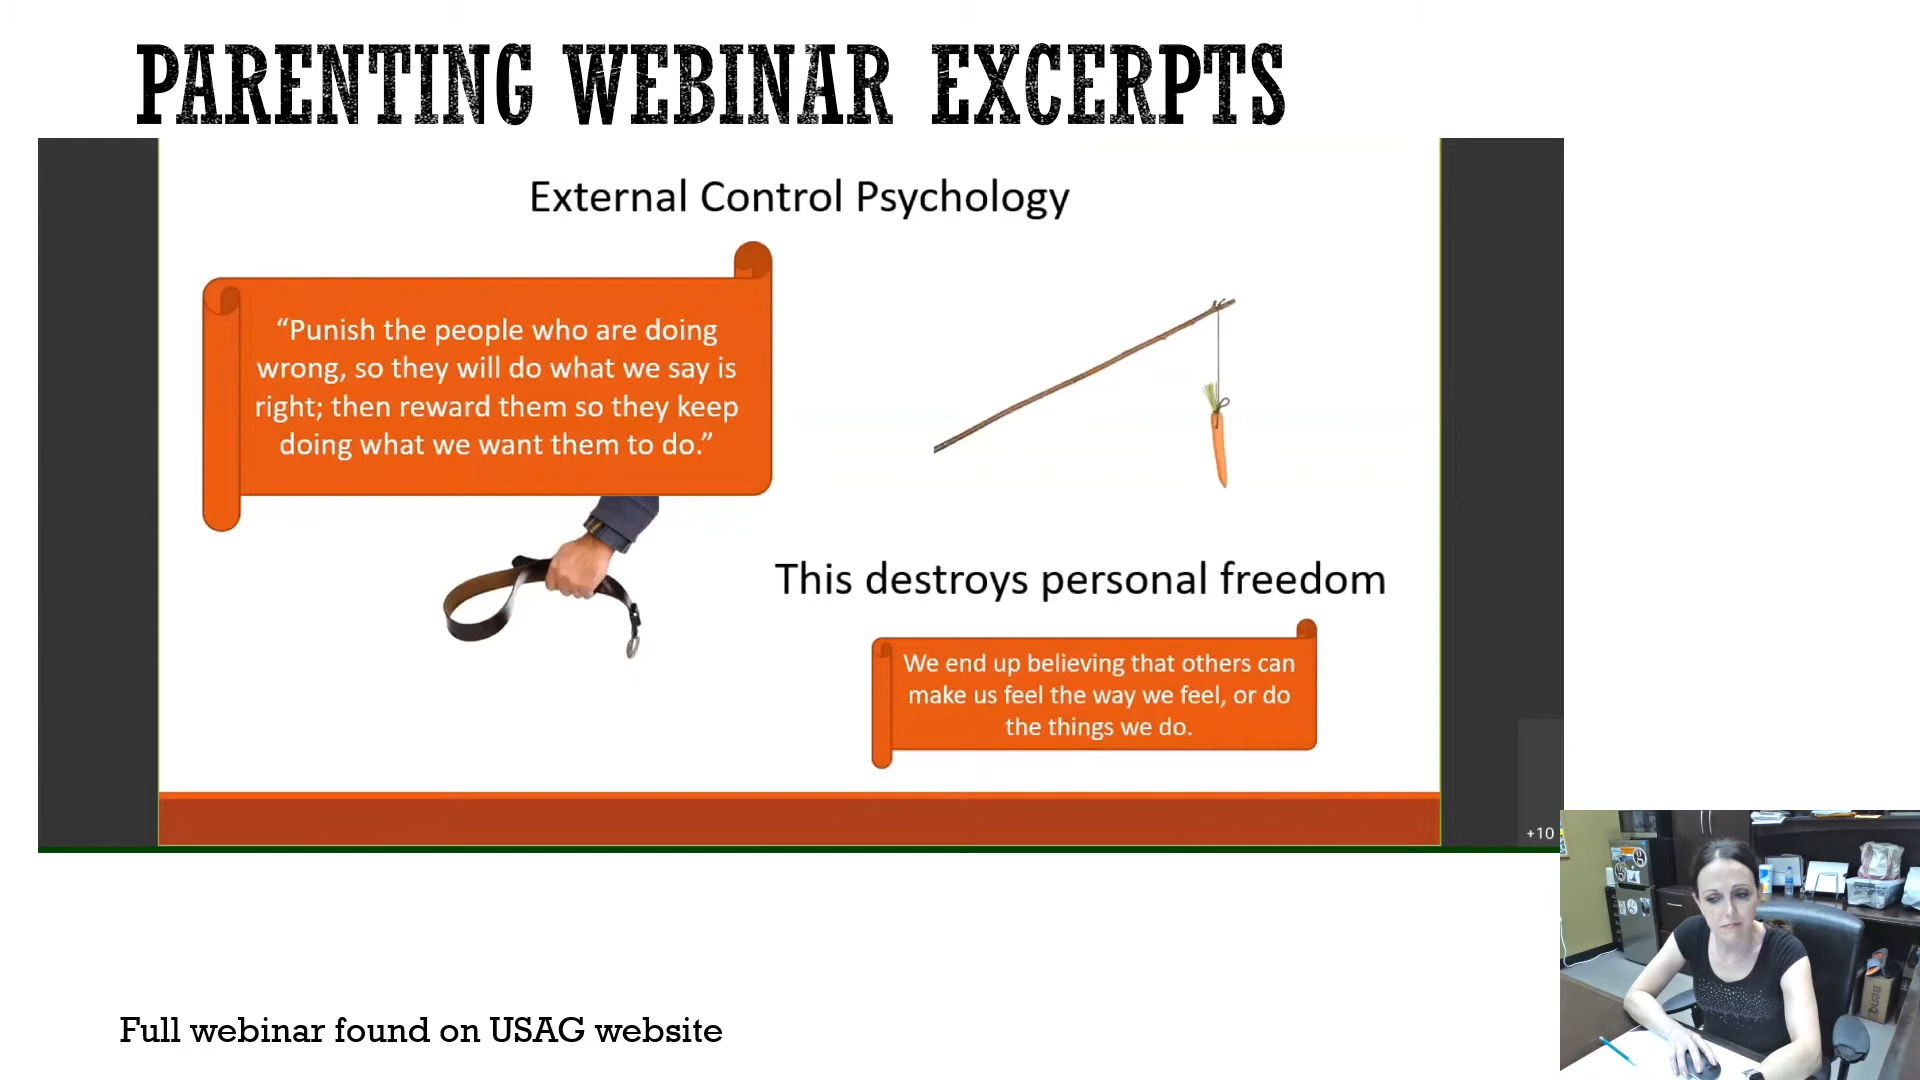 PARENTING WEBINAR EXCERPTS
External Control Psychology
“Punish the people who are doing
wrong, so they will do what we say is
right; then reward them so they keep
doing what we want them to do.”
This destroys personal freedom
We end up believing that others can
make us feel the way we feel, or do
the things we do.
+10
BenQ
Full webinar found on USAG website